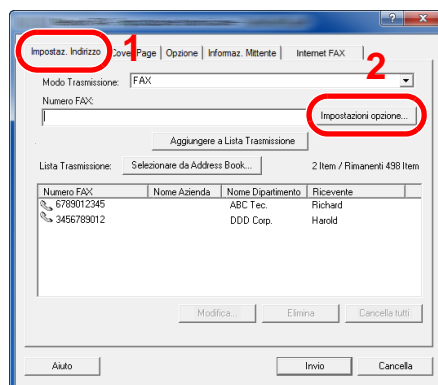 1
2
Impostaz. Indirizzo Cover Page Opzione Informaz. Mittente Internet FAX
Modo Trasmissione: FAX
Numero FAX:
Impostazioni opzione...
Aggiungere a Lista Trasmissione
Lista Trasmissione: Selezionare da Address Book... 2 Item / Rimanenti 498 Item
Numero FAX Nome Azienda Nome Dipartimento Ricevente
6789012345 ABC Tec. Richard
3456789012 DDD Corp. Harold
Modifica... Elimina Cancella tutti
Aiuto Invio Cancella